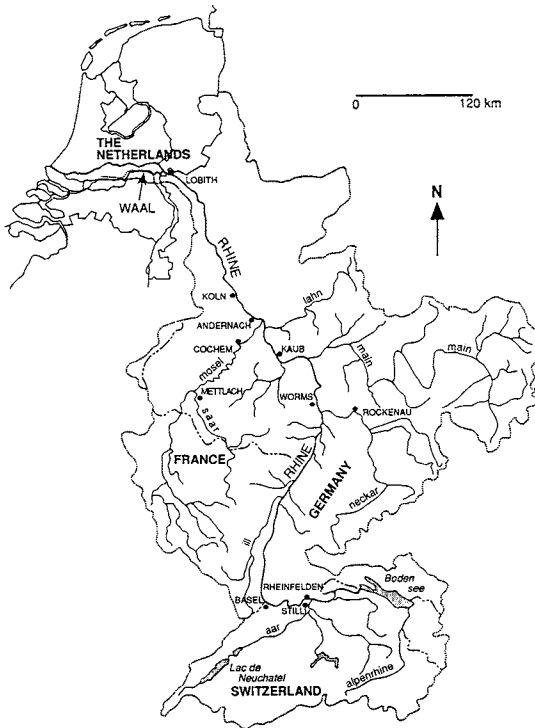 0 120 km
THE
NETHERLANDS
LOBITH
WAAL
N
RHINE
KOLN
lahn
ANDERNACH
COCHEM
KAUB
main
main
mosel
METTLACH
WORMS
saar
ROCKENAU
FRANCE
RHINE
GERMANY
neckar
ill
RHEINFELDEN
Boden
see
BASEL
STILLI
aar
Lac de
Neuchatel
alpenrhine
SWITZERLAND